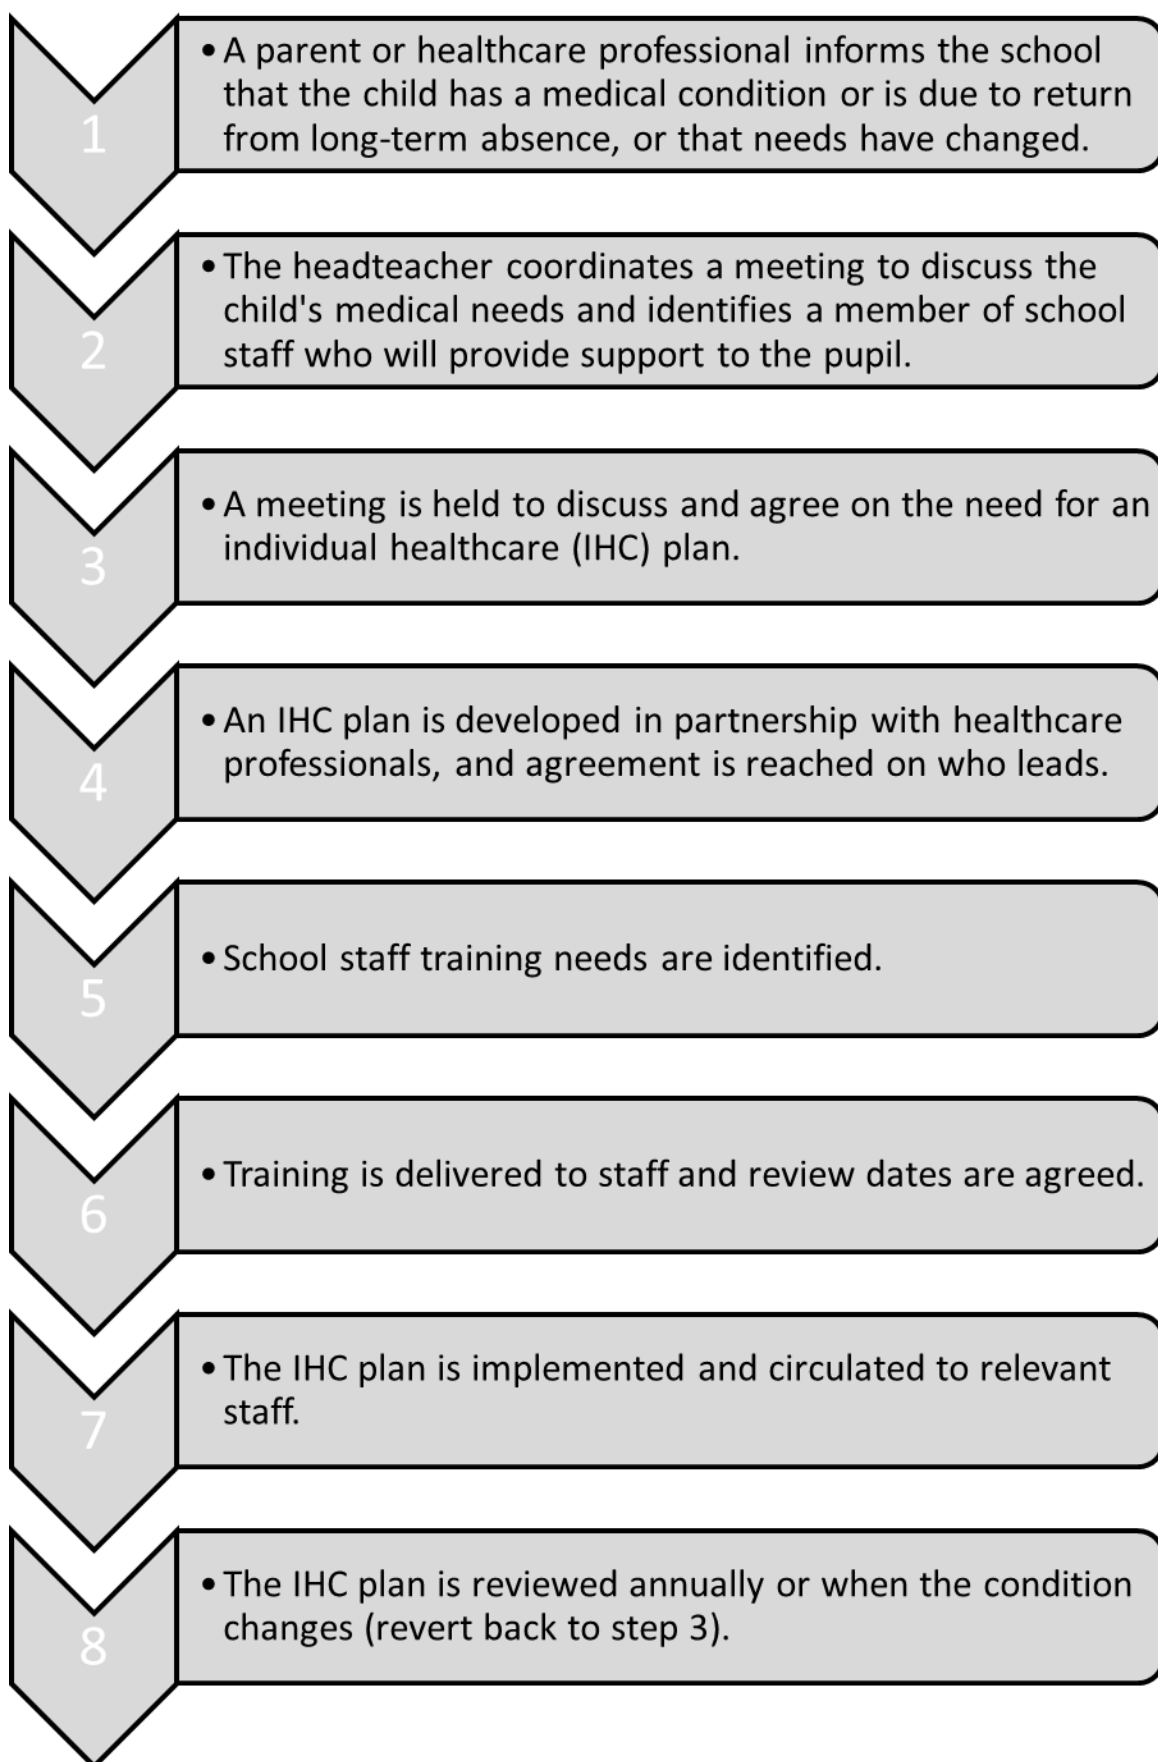 1
• A parent or healthcare professional informs the school
that the child has a medical condition or is due to return
from long-term absence, or that needs have changed.
2
• The headteacher coordinates a meeting to discuss the
child's medical needs and identifies a member of school
staff who will provide support to the pupil.
3
• A meeting is held to discuss and agree on the need for an
individual healthcare (IHC) plan.
4
• An IHC plan is developed in partnership with healthcare
professionals, and agreement is reached on who leads.
5
• School staff training needs are identified.
6
• Training is delivered to staff and review dates are agreed.
7
• The IHC plan is implemented and circulated to relevant
staff.
8
• The IHC plan is reviewed annually or when the condition
changes (revert back to step 3).